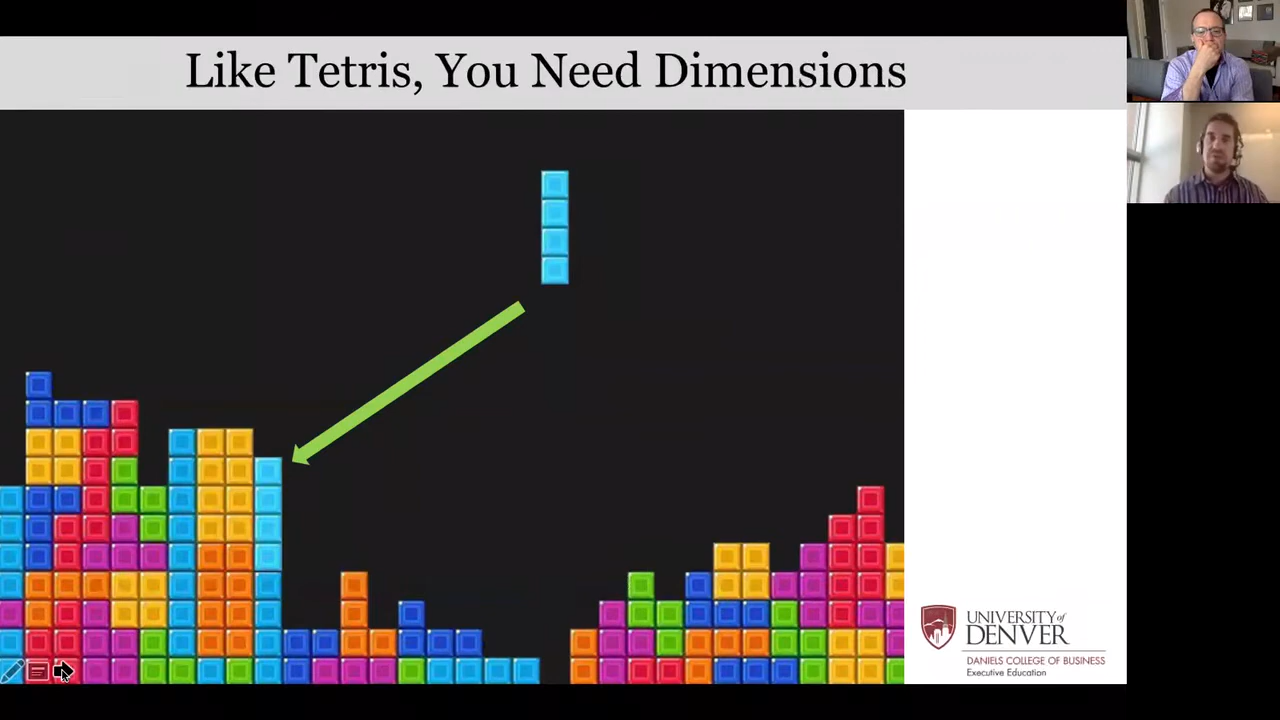 Like Tetris, You Need Dimensions
UNIVERSITY of
DENVER
DANIELS COLLEGE OF BUSINESS
Executive Education